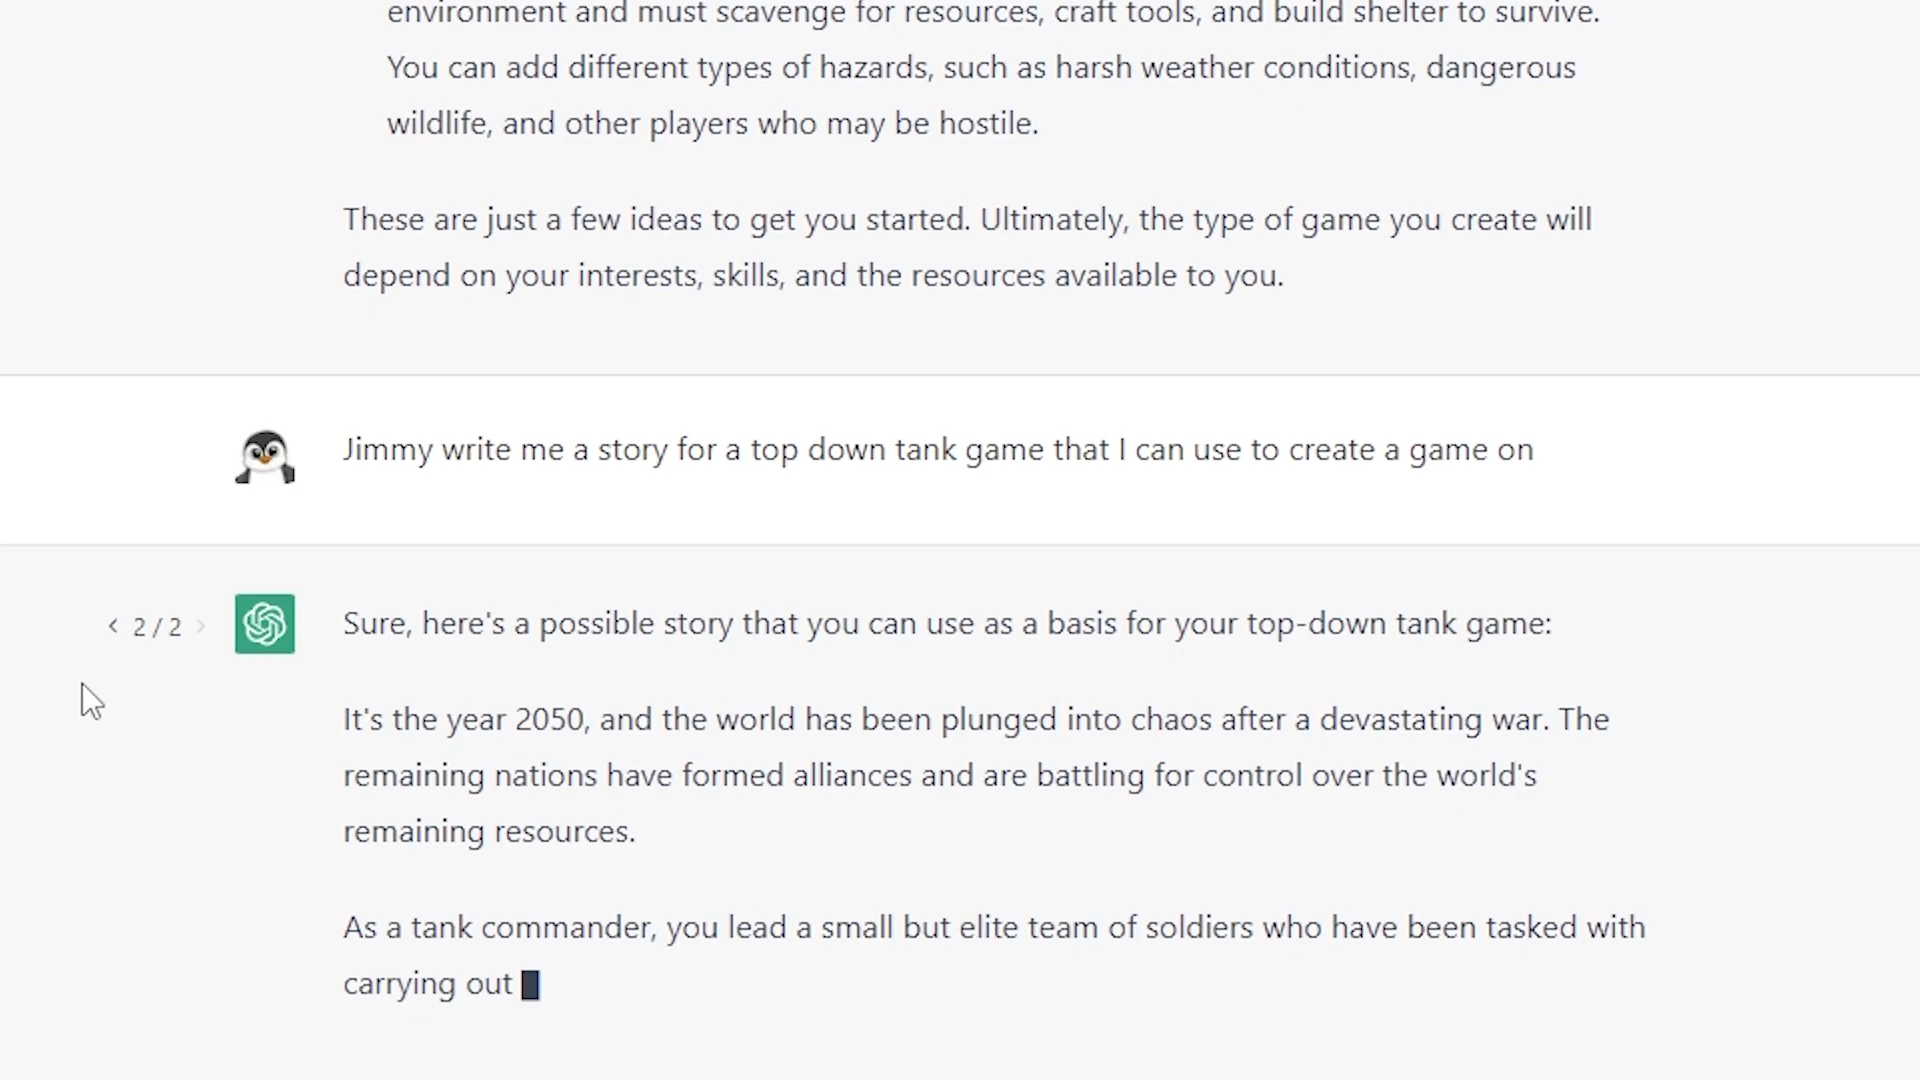 environment and must scavenge for resources, craft tools, and build shelter to survive.
You can add different types of hazards, such as harsh weather conditions, dangerous
wildlife, and other players who may be hostile.
These are just a few ideas to get you started. Ultimately, the type of game you create will
depend on your interests, skills, and the resources available to you.
Jimmy write me a story for a top down tank game that I can use to create a game on
< 2 / 2 >
Sure, here's a possible story that you can use as a basis for your top-down tank game:
It's the year 2050, and the world has been plunged into chaos after a devastating war. The
remaining nations have formed alliances and are battling for control over the world's
remaining resources.
As a tank commander, you lead a small but elite team of soldiers who have been tasked with
carrying out